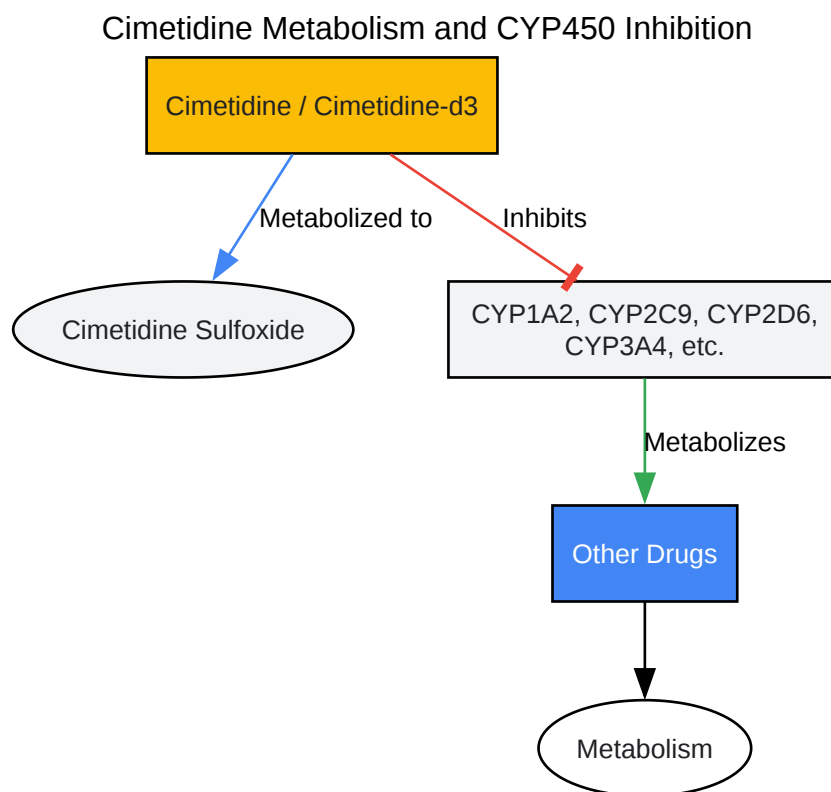 Cimetidine Metabolism and CYP450 Inhibition
Cimetidine / Cimetidine-d3
Metabolized to
Inhibits
Cimetidine Sulfoxide
CYP1A2, CYP2C9, CYP2D6,
CYP3A4, etc.
Metabolizes
Other Drugs
Metabolism